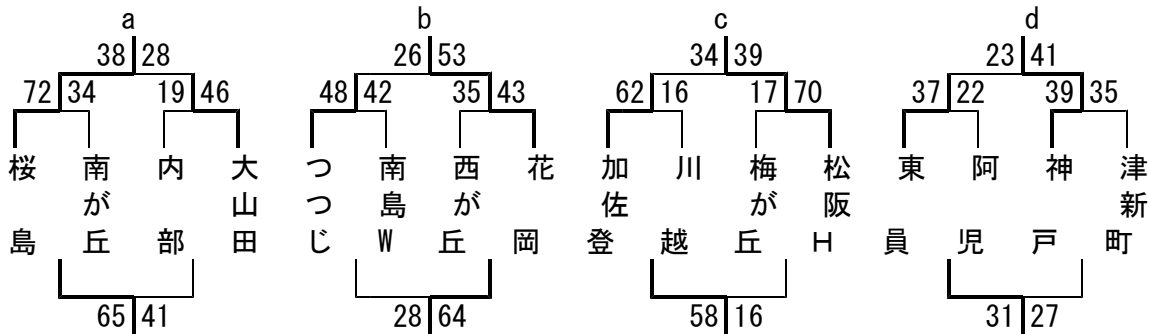 a b c d
38 28 26 53 34 39 23 41
72 34 19 46 48 42 35 43 62 16 17 70 37 22 39 35
桜島 南が丘 内部 大山田 つつじ 南島W 西が丘 花岡 加佐登 川越 梅が丘 松阪H 東員 阿児 神戸 津新町
65 41 28 64 58 16 31 27